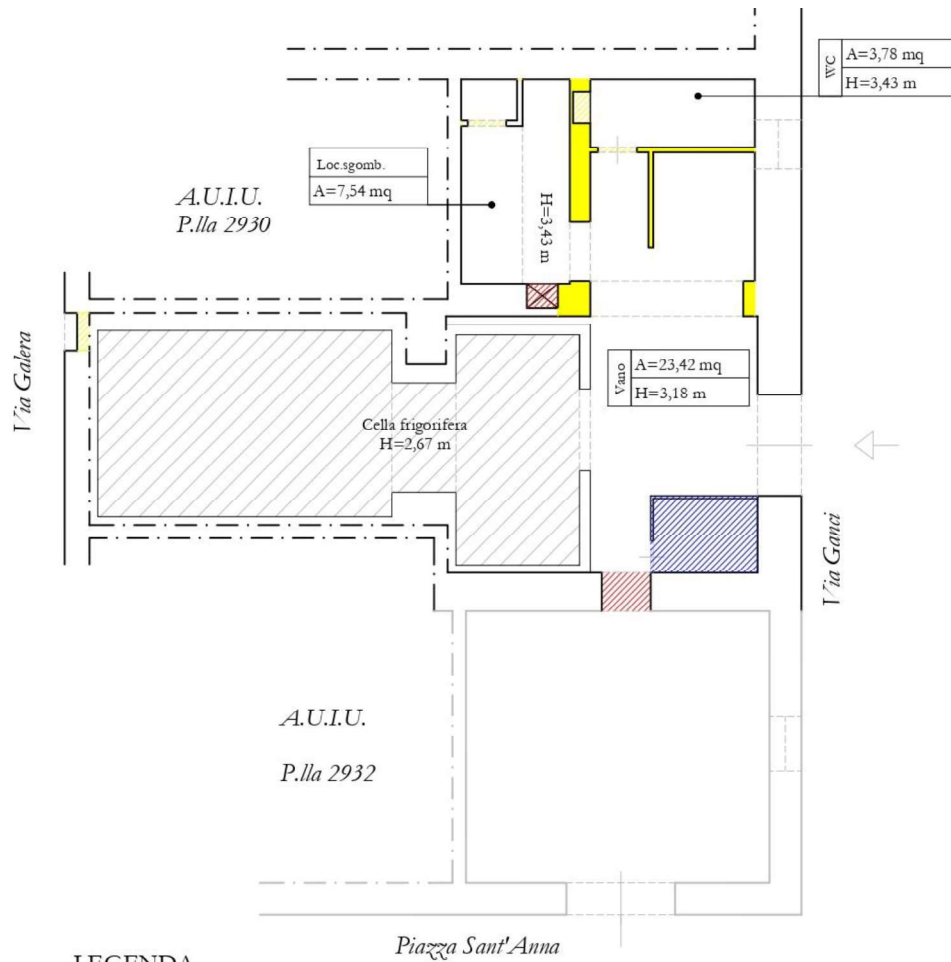 WC
A=3,78 mq
H=3,43 m
Loc.sgomb.
A=7,54 mq
H=3,43 m
A.U.I.U.
P.lla 2930
Via Galera
Vano
A=23,42 mq
H=3,18 m
Cella frigorifera
H=2,67 m
Via Ganci
A.U.I.U.
P.lla 2932
Piazza Sant'Anna
LEGENDA